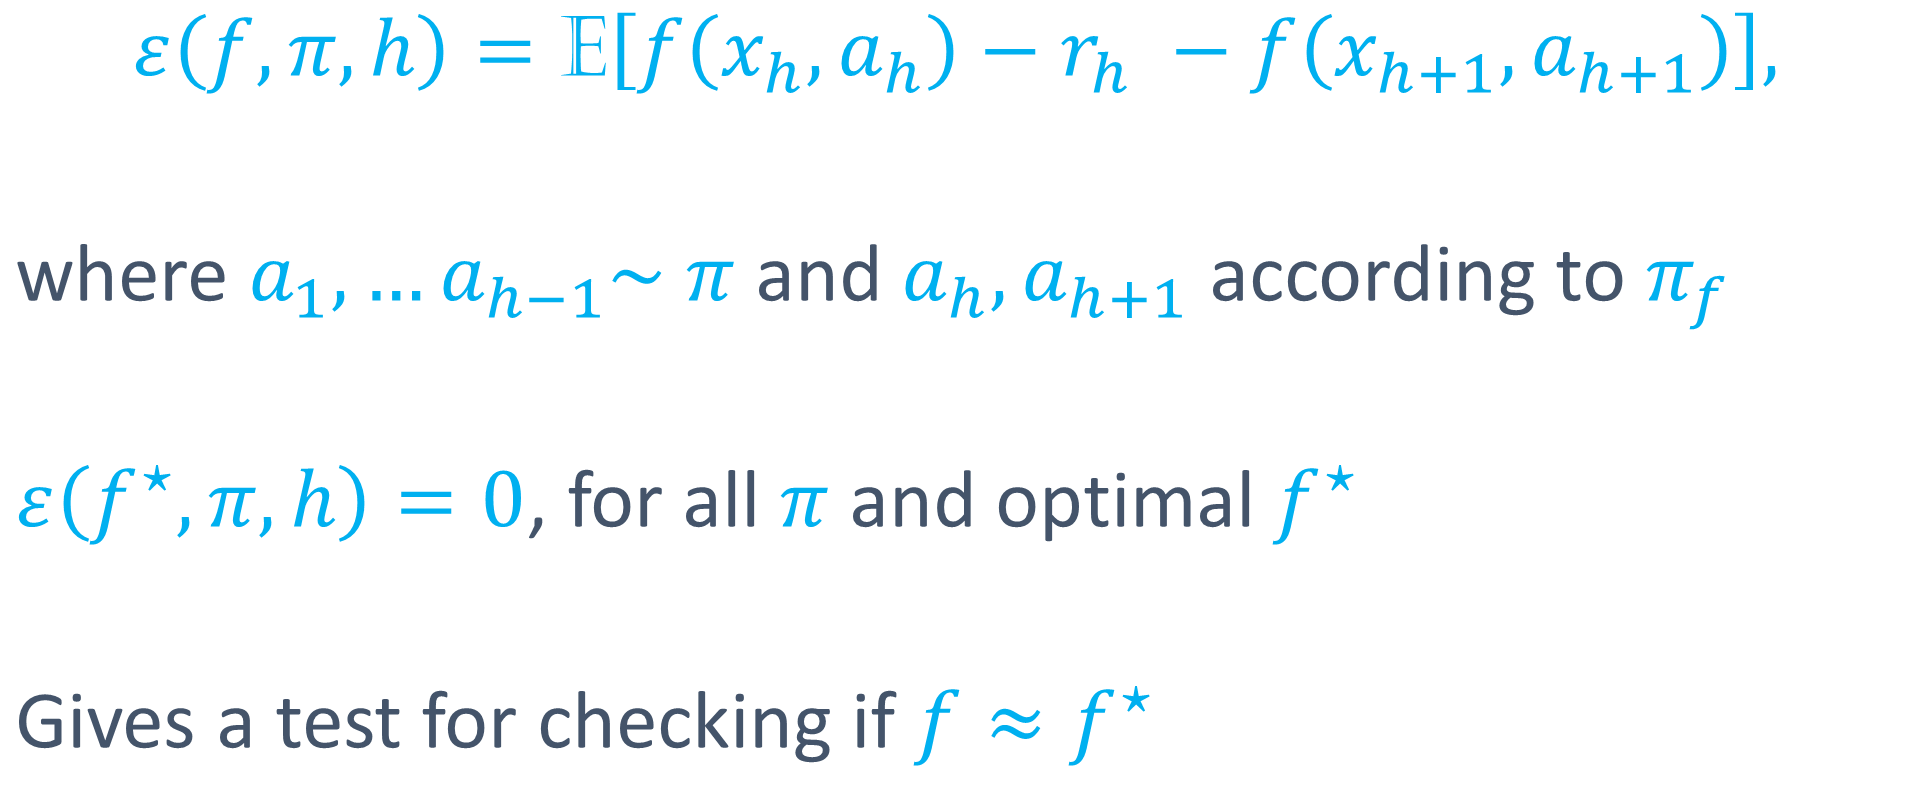 ε(f, π, h) = 𝔼[f(x_h, a_h) − r_h − f(x_{h+1}, a_{h+1})],
where a_1, … a_{h−1} ~ π and a_h, a_{h+1} according to π_f
ε(f^⋆, π, h) = 0, for all π and optimal f^⋆
Gives a test for checking if f ≈ f^⋆